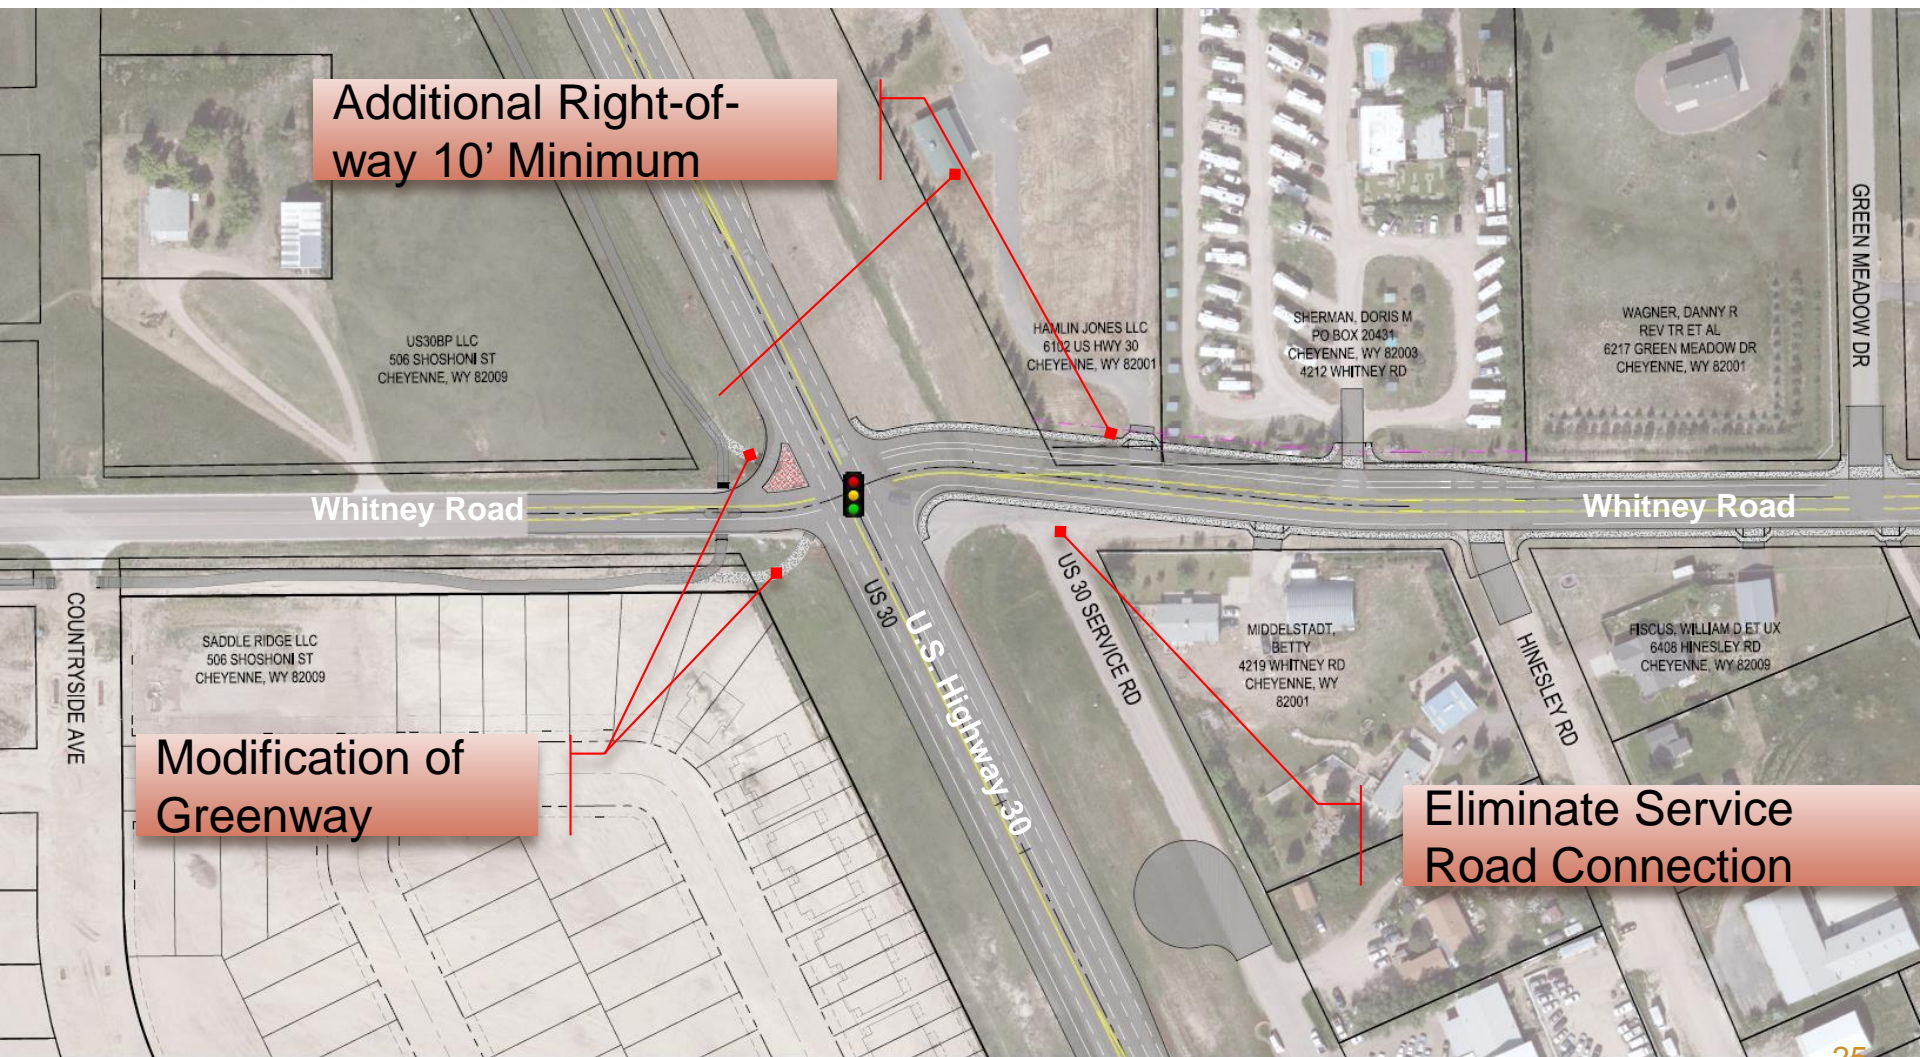 Additional Right-of-
way 10’ Minimum
GREEN MEADOW DR
HAMLIN JONES LLC
6102 US HWY 30
CHEYENNE, WY 82001
SHERMAN, DORIS M
PO BOX 20431
CHEYENNE, WY 82003
4212 WHITNEY RD
WAGNER, DANNY R
REV TR ET AL
6217 GREEN MEADOW DR
CHEYENNE, WY 82001
US30BP LLC
506 SHOSHONI ST
CHEYENNE, WY 82009
Whitney Road
Whitney Road
US 30
U.S. Highway 30
US 30 SERVICE RD
COUNTRYSIDE AVE
SADDLE RIDGE LLC
506 SHOSHONI ST
CHEYENNE, WY 82009
MIDDELSTADT,
BETTY
4219 WHITNEY RD
CHEYENNE, WY
82001
HINESLEY RD
FISCUS, WILLIAM D ET UX
6408 HINESLEY RD
CHEYENNE, WY 82009
Modification of
Greenway
Eliminate Service
Road Connection
25